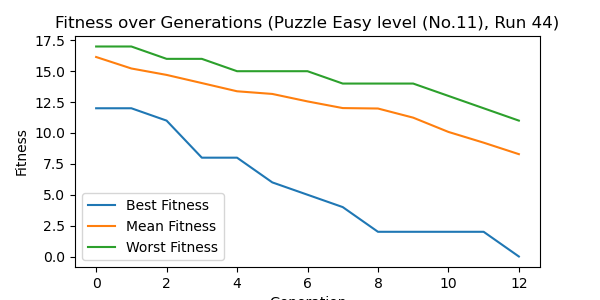 Fitness over Generations (Puzzle Easy level (No.11), Run 44)
17.5
15.0
12.5
10.0
7.5
5.0
2.5
0.0
Fitness
Best Fitness
Mean Fitness
Worst Fitness
0 2 4 6 8 10 12
Generation